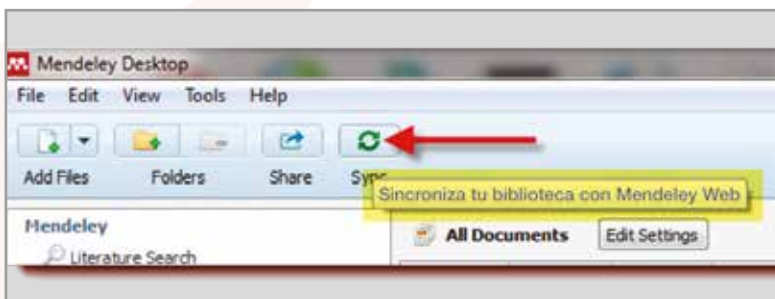 Mendeley Desktop
File Edit View Tools Help
Add Files Folders Share Sync
Sincroniza tu biblioteca con Mendeley Web
Mendeley
All Documents Edit Settings
Literature Search